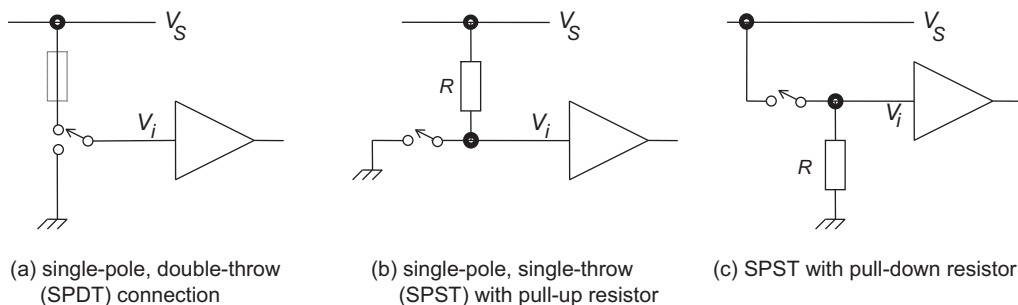 V_S
V_i
(a) single-pole, double-throw
(SPDT) connection
V_S
R
V_i
(b) single-pole, single-throw
(SPST) with pull-up resistor
V_S
V_i
R
(c) SPST with pull-down resistor